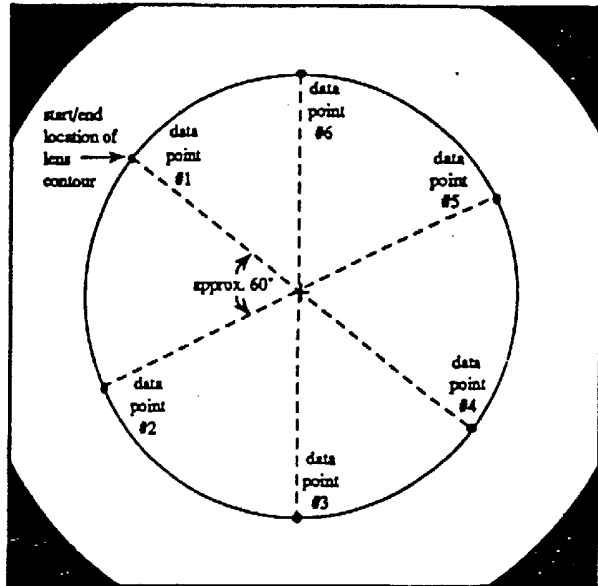 data
point
#6
start/end
location of
lens
contour
data
point
#1
data
point
#5
approx. 60°
data
point
#2
data
point
#4
data
point
#3